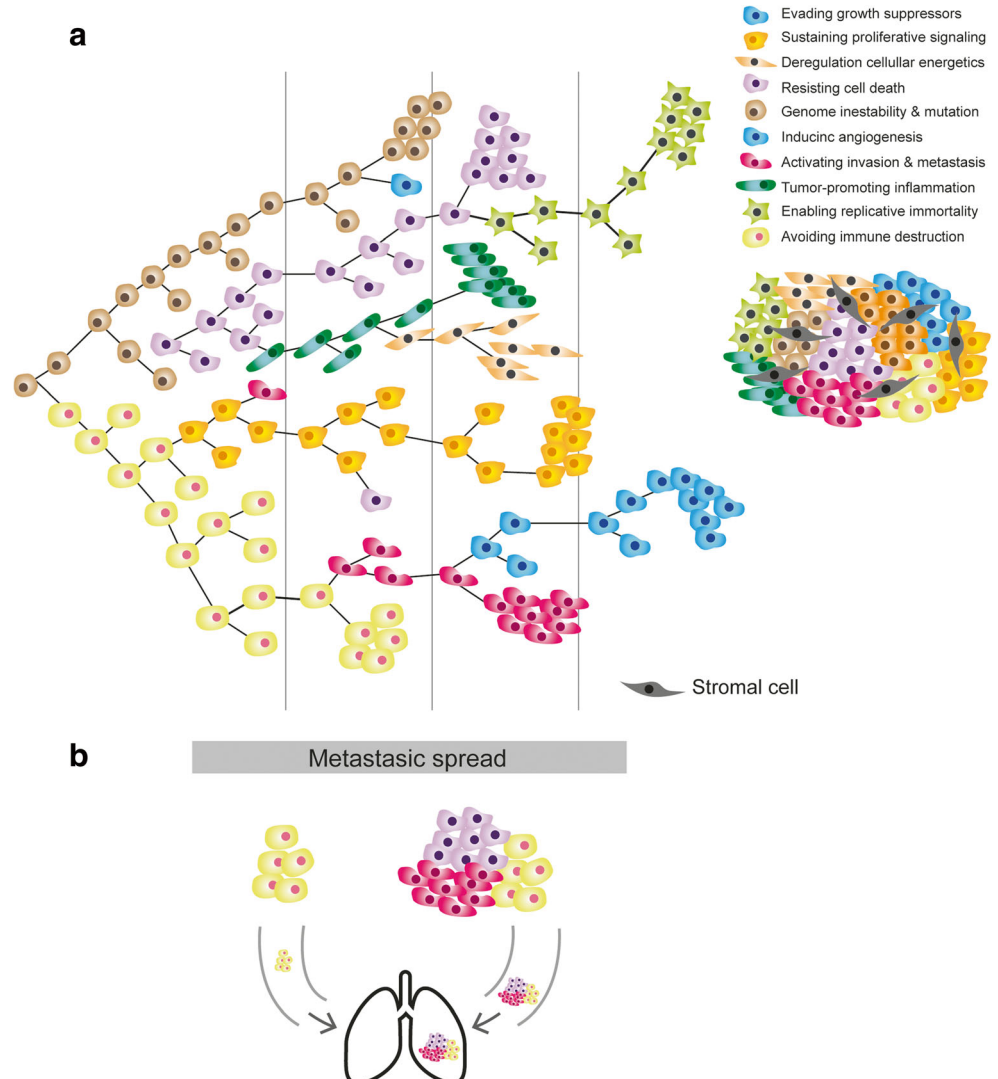 a
Evading growth suppressors
Sustaining proliferative signaling
Deregulation cellular energetics
Resisting cell death
Genome inestability & mutation
Inducinc angiogenesis
Activating invasion & metastasis
Tumor-promoting inflammation
Enabling replicative immortality
Avoiding immune destruction
Stromal cell
b
Metastasic spread